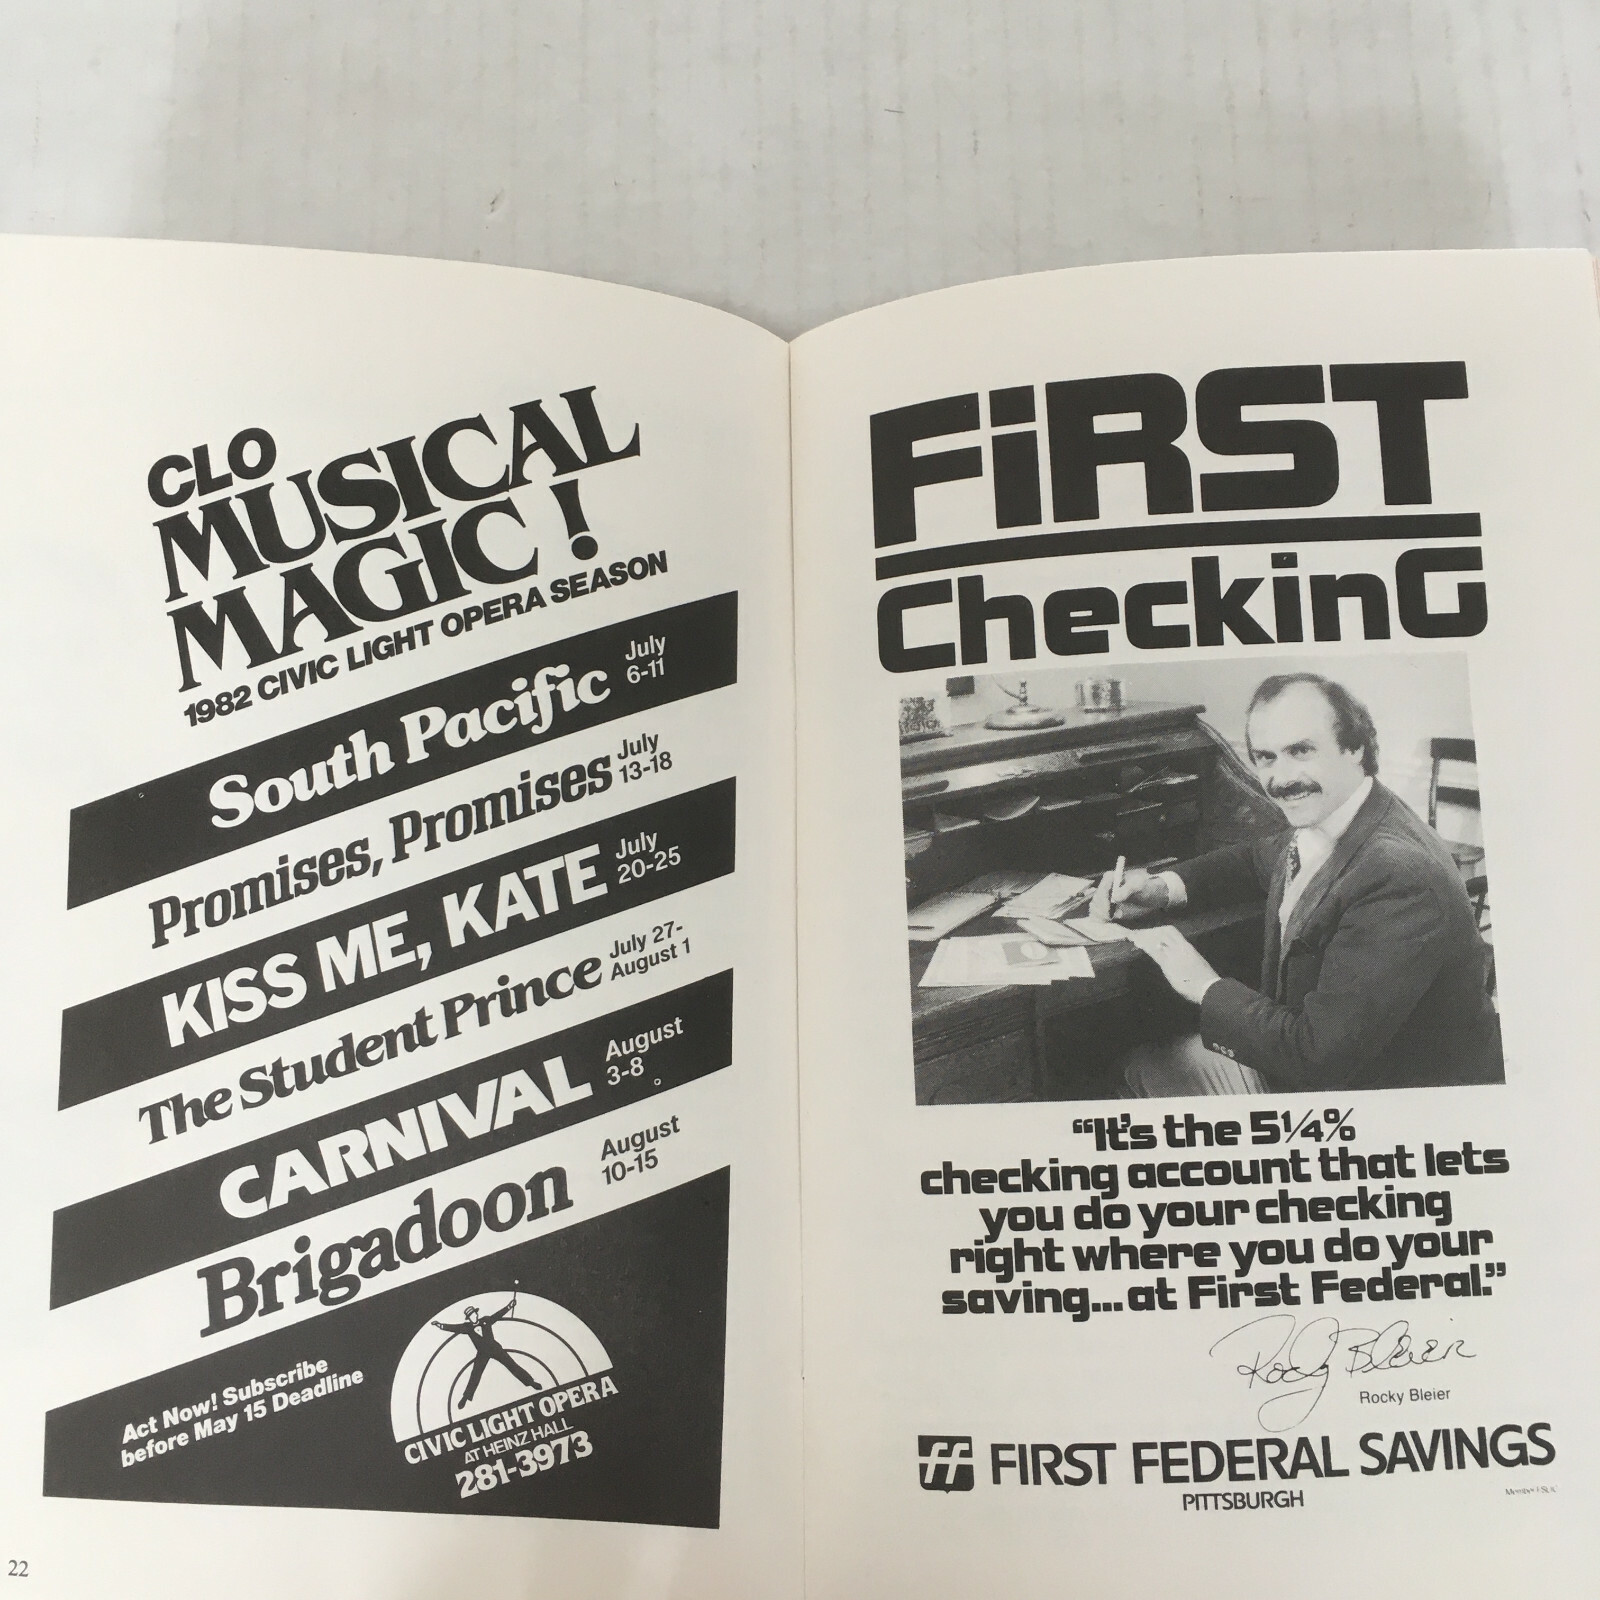 CLO
MUSICAL
MAGIC!
1982 CIVIC LIGHT OPERA SEASON
South Pacific July
6-11
Promises, Promises July
13-18
KISS ME, KATE July
20-25
The Student Prince July 27-
August 1
CARNIVAL August
3-8
Brigadoon August
10-15
Act Now! Subscribe
before May 15 Deadline
CIVIC LIGHT OPERA
AT HEINZ HALL
281-3973
22
FiRST
CheckinG
“It's the 5¼%
checking account that lets
you do your checking
right where you do your
saving...at First Federal.”
Rocky Bleier
Rocky Bleier
ff FIRST FEDERAL SAVINGS
PITTSBURGH
Member